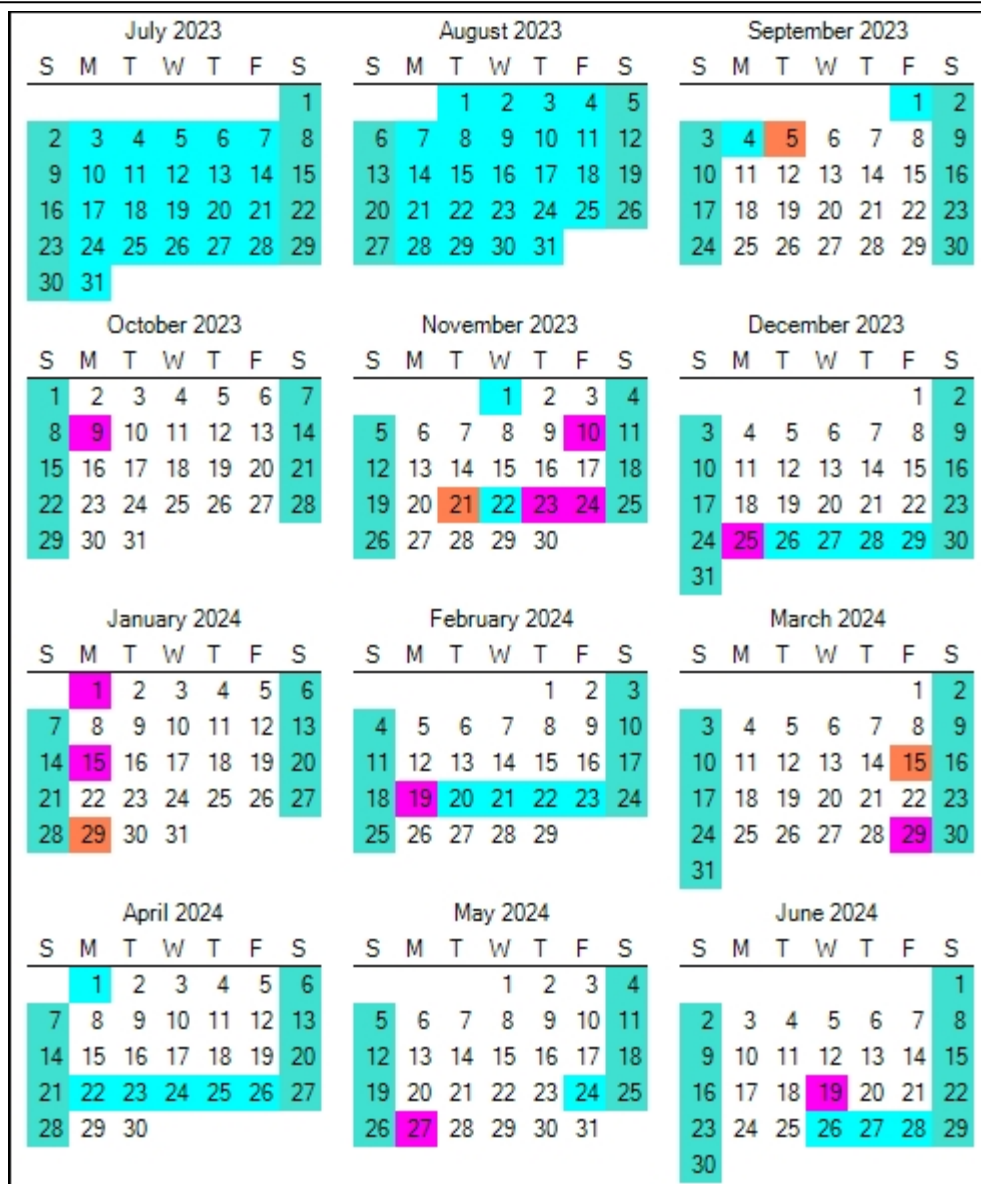 July 2023 August 2023 September 2023
S M T W T F S S M T W T F S S M T W T F S
1 1 2 3 4 5 1 2
2 3 4 5 6 7 8 6 7 8 9 10 11 12 3 4 5 6 7 8 9
9 10 11 12 13 14 15 13 14 15 16 17 18 19 10 11 12 13 14 15 16
16 17 18 19 20 21 22 20 21 22 23 24 25 26 17 18 19 20 21 22 23
23 24 25 26 27 28 29 27 28 29 30 31 24 25 26 27 28 29 30
30 31
October 2023 November 2023 December 2023
S M T W T F S S M T W T F S S M T W T F S
1 2 3 4 5 6 7 1 2 3 4 1 2
8 9 10 11 12 13 14 5 6 7 8 9 10 11 3 4 5 6 7 8 9
15 16 17 18 19 20 21 12 13 14 15 16 17 18 10 11 12 13 14 15 16
22 23 24 25 26 27 28 19 20 21 22 23 24 25 17 18 19 20 21 22 23
29 30 31 26 27 28 29 30 24 25 26 27 28 29 30
31
January 2024 February 2024 March 2024
S M T W T F S S M T W T F S S M T W T F S
1 2 3 4 5 6 1 2 3 1 2
7 8 9 10 11 12 13 4 5 6 7 8 9 10 3 4 5 6 7 8 9
14 15 16 17 18 19 20 11 12 13 14 15 16 17 10 11 12 13 14 15 16
21 22 23 24 25 26 27 18 19 20 21 22 23 24 17 18 19 20 21 22 23
28 29 30 31 25 26 27 28 29 24 25 26 27 28 29 30
31
April 2024 May 2024 June 2024
S M T W T F S S M T W T F S S M T W T F S
1 2 3 4 5 6 1 2 3 4 1
7 8 9 10 11 12 13 5 6 7 8 9 10 11 2 3 4 5 6 7 8
14 15 16 17 18 19 20 12 13 14 15 16 17 18 9 10 11 12 13 14 15
21 22 23 24 25 26 27 19 20 21 22 23 24 25 16 17 18 19 20 21 22
28 29 30 26 27 28 29 30 31 23 24 25 26 27 28 29
30